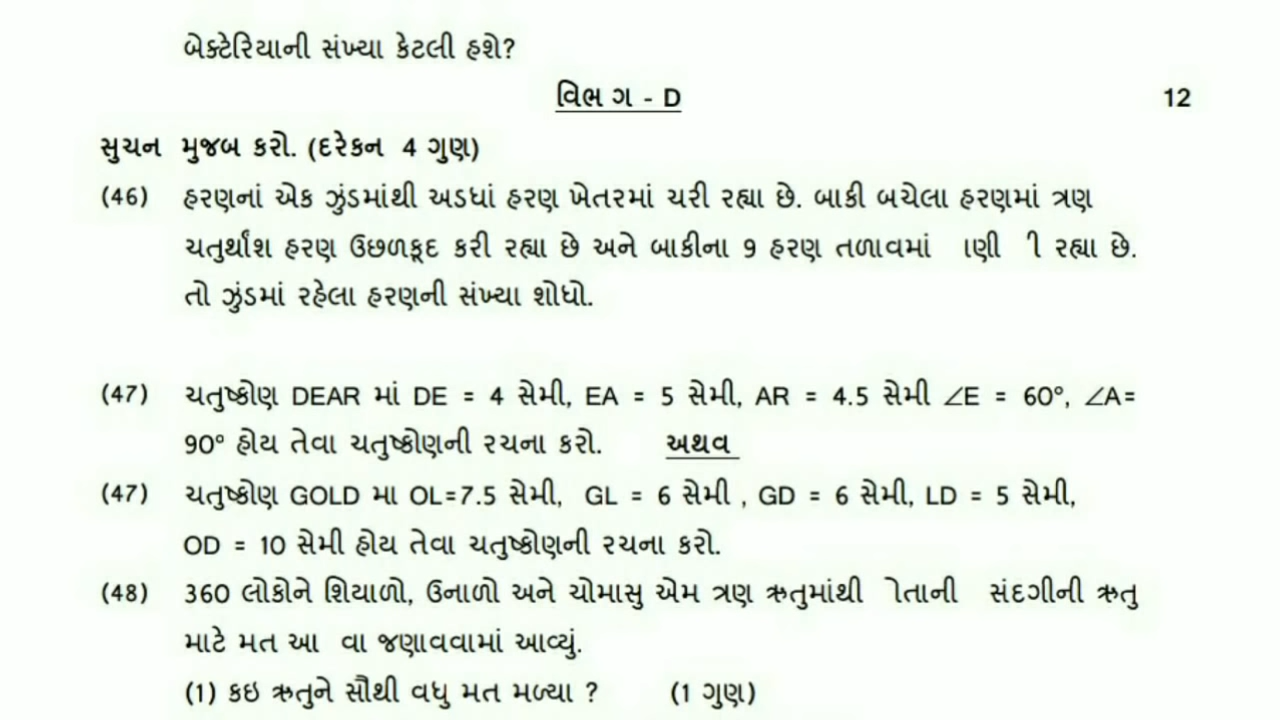 બેક્ટેરિયાની સંખ્યા કેટલી હશે?
વિભ ગ - D 12
સુચન મુજબ કરો. (દરેકન 4 ગુણ)
(46) હરણનાં એક ઝુંડમાંથી અડધાં હરણ ખેતરમાં ચરી રહ્યા છે. બાકી બચેલા હરણમાં ત્રણ
ચતુર્થાંશ હરણ ઉછળકૂદ કરી રહ્યા છે અને બાકીના 9 હરણ તળાવમાં ાણી ી રહ્યા છે.
તો ઝુંડમાં રહેલા હરણની સંખ્યા શોધો.
(47) ચતુષ્કોણ DEAR માં DE = 4 સેમી, EA = 5 સેમી, AR = 4.5 સેમી ∠E = 60°, ∠A=
90° હોય તેવા ચતુષ્કોણની રચના કરો. અથવ
(47) ચતુષ્કોણ GOLD મા OL=7.5 સેમી, GL = 6 સેમી , GD = 6 સેમી, LD = 5 સેમી,
OD = 10 સેમી હોય તેવા ચતુષ્કોણની રચના કરો.
(48) 360 લોકોને શિયાળો, ઉનાળો અને ચોમાસુ એમ ત્રણ ઋતુમાંથી ોતાની સંદગીની ઋતુ
માટે મત આ વા જણાવવામાં આવ્યું.
(1) કઇ ઋતુને સૌથી વધુ મત મળ્યા ? (1 ગુણ)